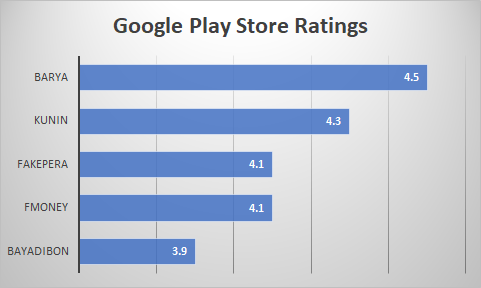 Google Play Store Ratings
BARYA 4.5
KUNIN 4.3
FAKEPERA 4.1
FMONEY 4.1
BAYADIBON 3.9